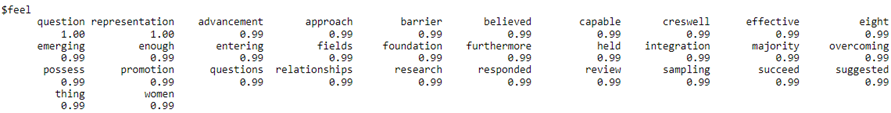 $feel
question representation advancement approach barrier believed capable creswell effective eight
1.00 1.00 0.99 0.99 0.99 0.99 0.99 0.99 0.99 0.99
emerging enough entering fields foundation furthermore held integration majority overcoming
0.99 0.99 0.99 0.99 0.99 0.99 0.99 0.99 0.99 0.99
possess promotion questions relationships research responded review sampling succeed suggested
0.99 0.99 0.99 0.99 0.99 0.99 0.99 0.99 0.99 0.99
thing women
0.99 0.99